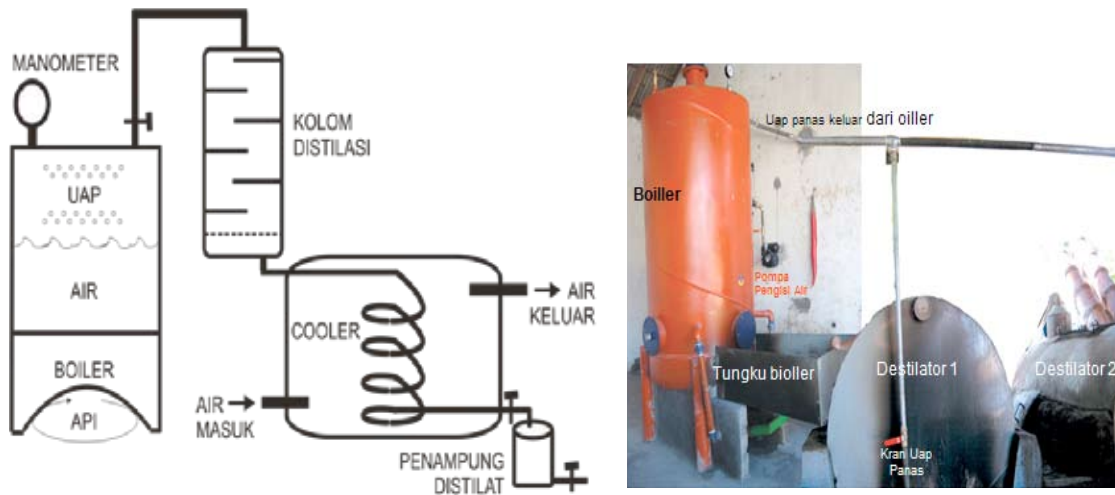 MANOMETER
UAP
AIR
BOILER
API
KOLOM
DISTILASI
COOLER
AIR
KELUAR
AIR
MASUK
PENAMPUNG
DISTILAT
Uap panas keluar dari oiller
Boiller
Pompa
Pengisi Air
Tungku bioller
Destilator 1
Destilator 2
Kran Uap
Panas